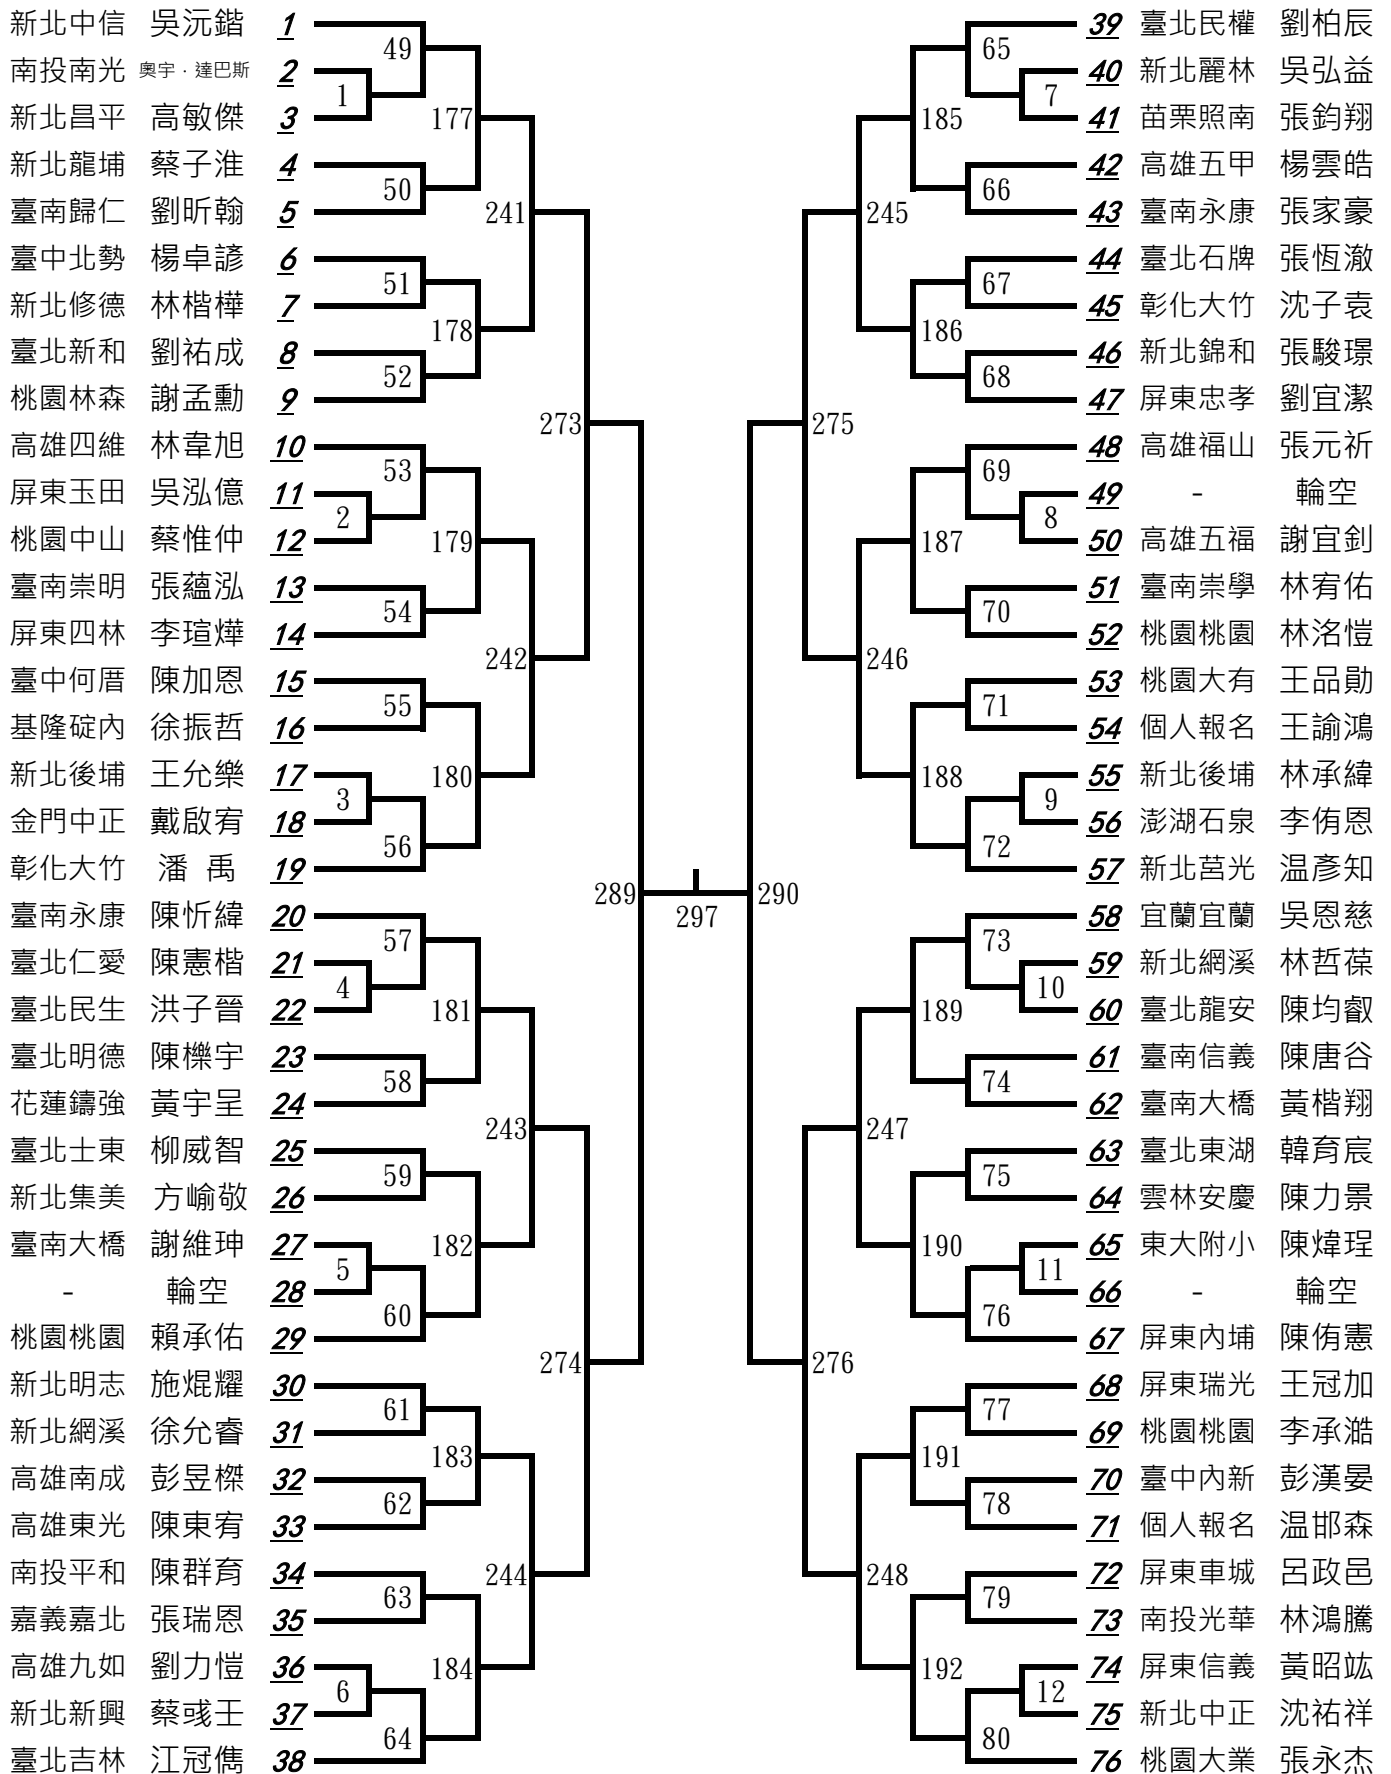 新北中信 吳沅鍇 1
南投南光 奧宇．達巴斯 2
新北昌平 高敏傑 3
新北龍埔 蔡子淮 4
臺南歸仁 劉昕翰 5
臺中北勢 楊卓諺 6
新北修德 林楷樺 7
臺北新和 劉祐成 8
桃園林森 謝孟勳 9
高雄四維 林韋旭 10
屏東玉田 吳泓億 11
桃園中山 蔡惟仲 12
臺南崇明 張蘊泓 13
屏東四林 李瑄燁 14
臺中何厝 陳加恩 15
基隆碇內 徐振哲 16
新北後埔 王允樂 17
金門中正 戴啟宥 18
彰化大竹 潘 禹 19
臺南永康 陳忻緯 20
臺北仁愛 陳憲楷 21
臺北民生 洪子晉 22
臺北明德 陳櫟宇 23
花蓮鑄強 黃宇呈 24
臺北士東 柳威智 25
新北集美 方崳敬 26
臺南大橋 謝維珅 27
- 輪空 28
桃園桃園 賴承佑 29
新北明志 施焜耀 30
新北網溪 徐允睿 31
高雄南成 彭昱榤 32
高雄東光 陳東宥 33
南投平和 陳群育 34
嘉義嘉北 張瑞恩 35
高雄九如 劉力愷 36
新北新興 蔡彧壬 37
臺北吉林 江冠儁 38
1
2
3
4
5
6
49
50
51
52
53
54
55
56
57
58
59
60
61
62
63
64
177
178
179
180
181
182
183
184
241
242
243
244
273
274
289
297
290
275
276
245
246
247
248
185
186
187
188
189
190
191
192
65
66
67
68
69
70
71
72
73
74
75
76
77
78
79
80
7
8
9
10
11
12
39 臺北民權 劉柏辰
40 新北麗林 吳弘益
41 苗栗照南 張鈞翔
42 高雄五甲 楊雲皓
43 臺南永康 張家豪
44 臺北石牌 張恆澈
45 彰化大竹 沈子袁
46 新北錦和 張駿璟
47 屏東忠孝 劉宜潔
48 高雄福山 張元祈
49 - 輪空
50 高雄五福 謝宜釗
51 臺南崇學 林宥佑
52 桃園桃園 林洺愷
53 桃園大有 王品勛
54 個人報名 王諭鴻
55 新北後埔 林承緯
56 澎湖石泉 李侑恩
57 新北莒光 温彥知
58 宜蘭宜蘭 吳恩慈
59 新北網溪 林哲葆
60 臺北龍安 陳均叡
61 臺南信義 陳唐谷
62 臺南大橋 黃楷翔
63 臺北東湖 韓育宸
64 雲林安慶 陳力景
65 東大附小 陳煒珵
66 - 輪空
67 屏東內埔 陳侑憲
68 屏東瑞光 王冠加
69 桃園桃園 李承澔
70 臺中內新 彭漢晏
71 個人報名 温邯森
72 屏東車城 呂政邑
73 南投光華 林鴻騰
74 屏東信義 黃昭竑
75 新北中正 沈祐祥
76 桃園大業 張永杰